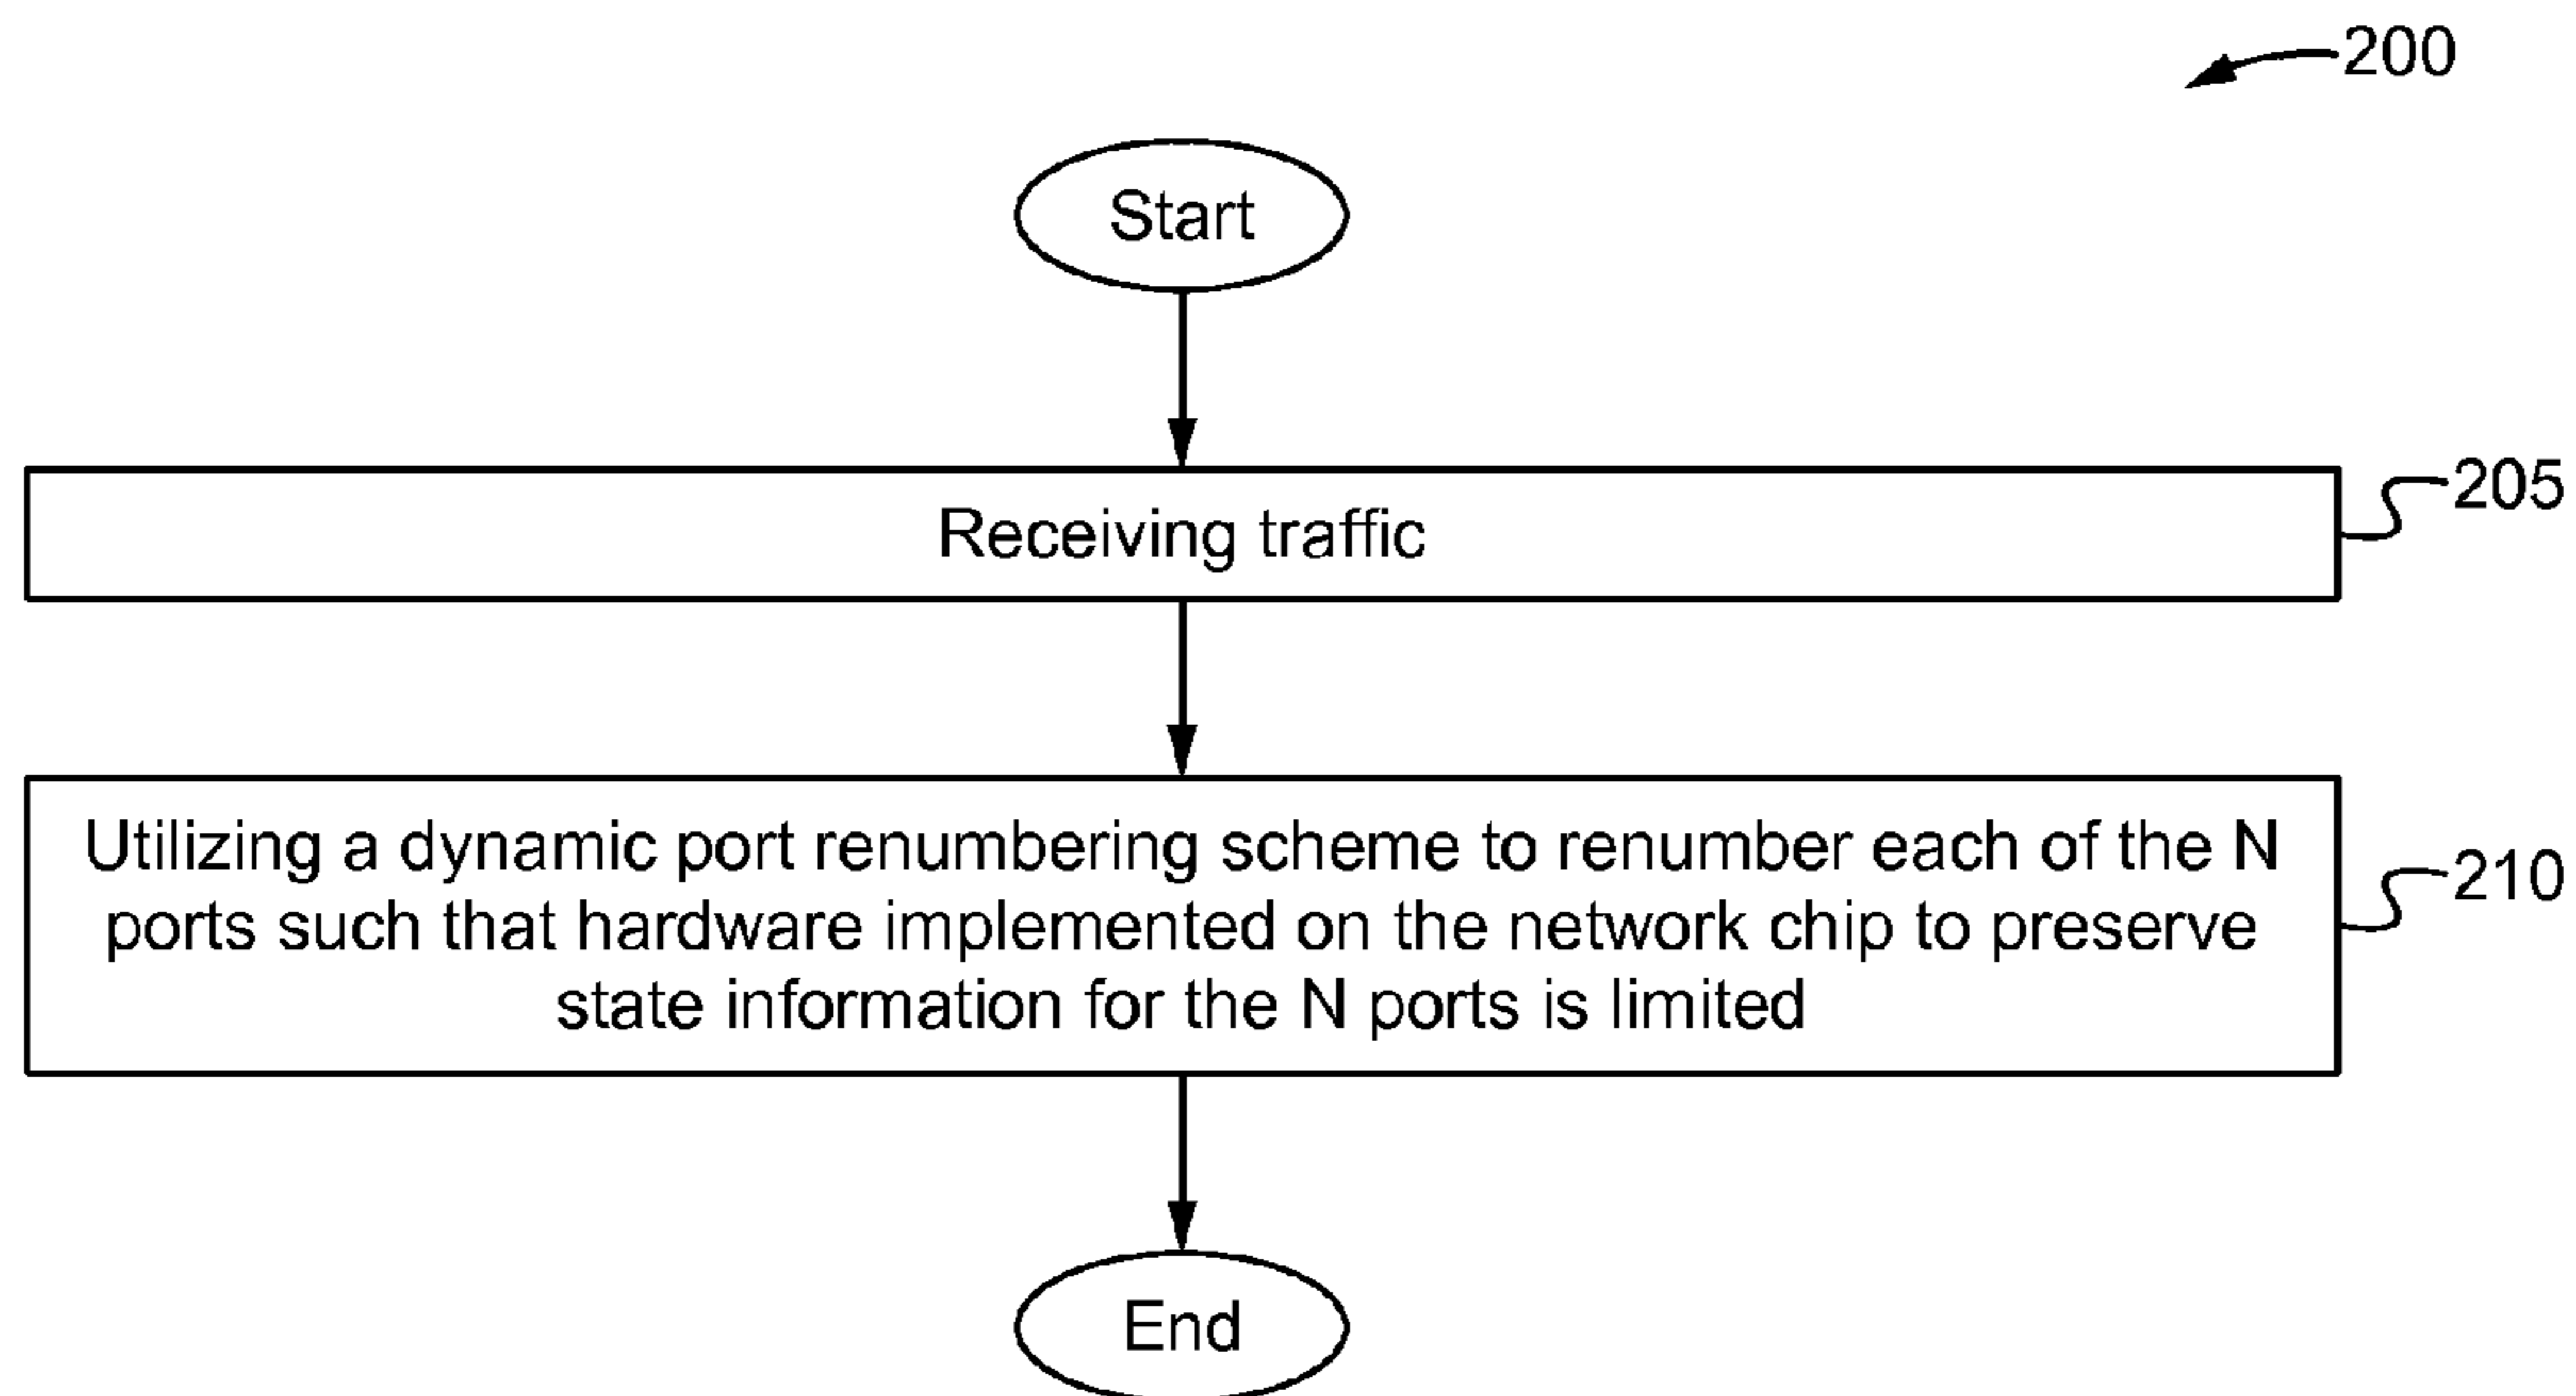 200
Start
Receiving traffic
205
Utilizing a dynamic port renumbering scheme to renumber each of the N
ports such that hardware implemented on the network chip to preserve
state information for the N ports is limited
210
End